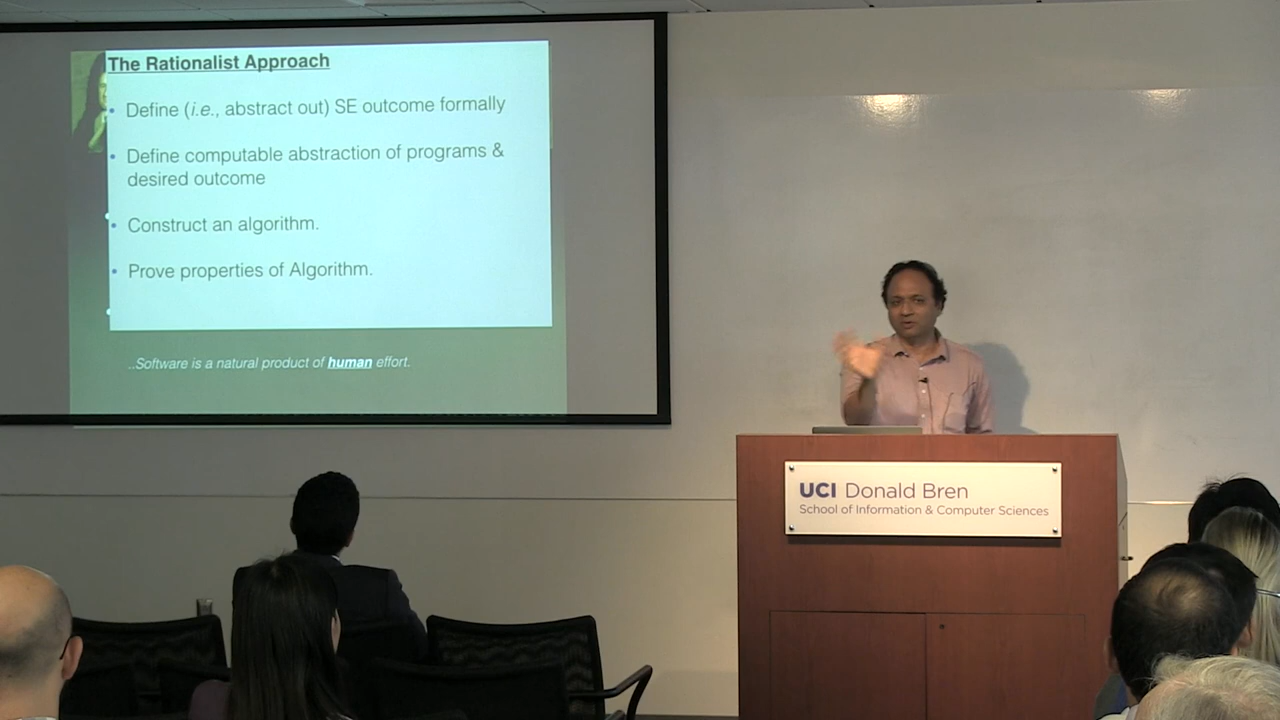 The Rationalist Approach
• Define (i.e., abstract out) SE outcome formally
• Define computable abstraction of programs &
desired outcome
• Construct an algorithm.
• Prove properties of Algorithm.
..Software is a natural product of human effort.
UCI Donald Bren
School of Information & Computer Sciences